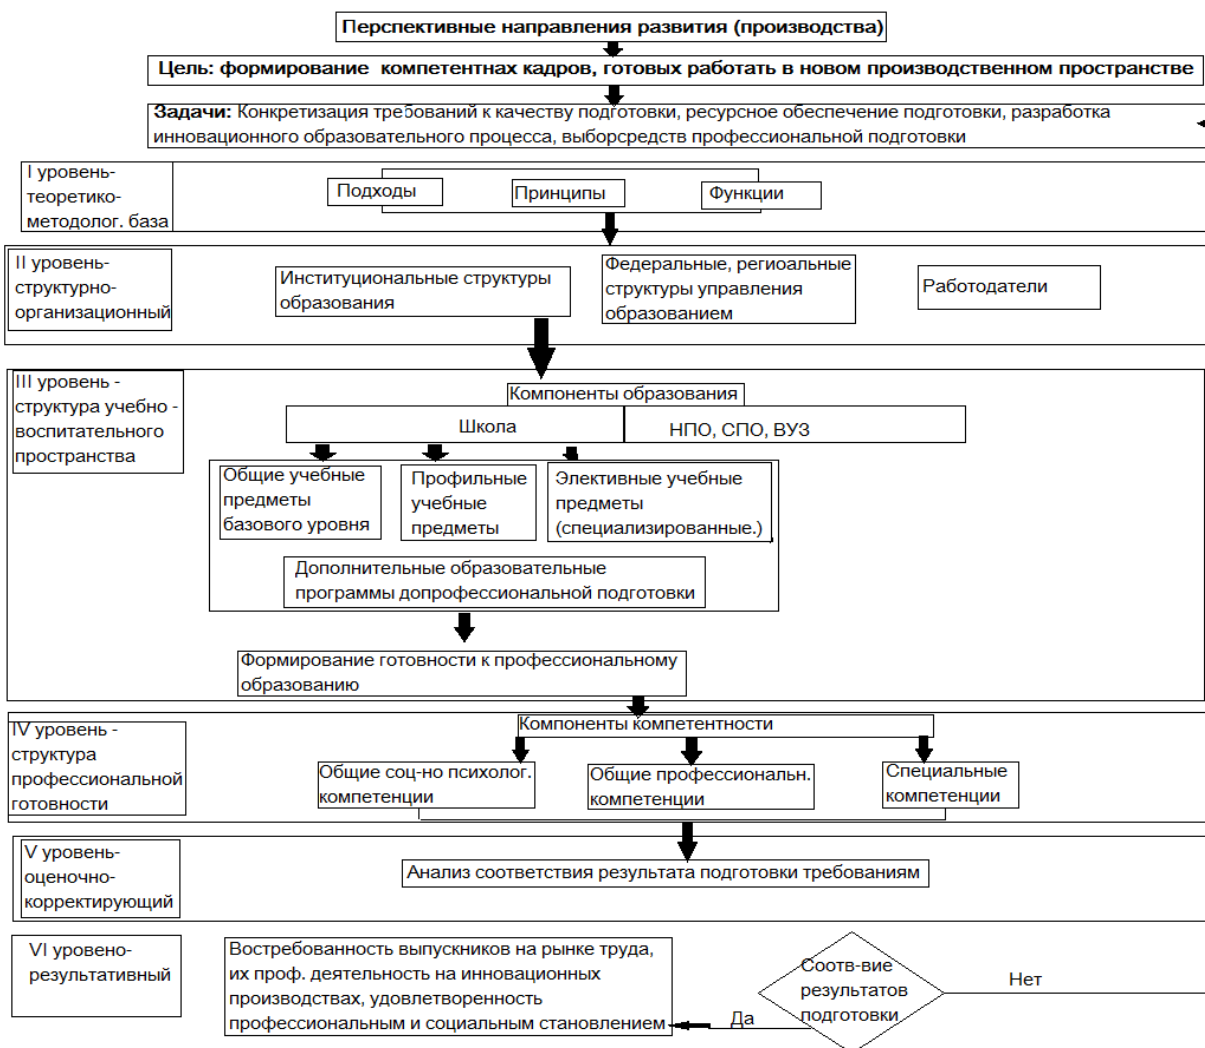 Перспективные направления развития (производства)
Цель: формирование компетентнах кадров, готовых работать в новом производственном пространстве
Задачи: Конкретизация требований к качеству подготовки, ресурсное обеспечение подготовки, разработка
инновационного образовательного процесса, выборсредств профессиональной подготовки
I уровень-
теоретико-
методолог. база
Подходы
Принципы
Функции
II уровень-
структурно-
организационный
Институциональные структуры
образования
Федеральные, региоальные
структуры управления
образованием
Работодатели
III уровень -
структура учебно -
воспитательного
пространства
Компоненты образования
Школа
НПО, СПО, ВУЗ
Общие учебные
предметы
базового уровня
Профильные
учебные
предметы
Элективные учебные
предметы
(специализированные.)
Дополнительные образовательные
программы допрофессиональной подготовки
Формирование готовности к профессиональному
образованию
IV уровень -
структура
профессиональной
готовности
Компоненты компетентности
Общие соц-но психолог.
компетенции
Общие профессиональн.
компетенции
Специальные
компетенции
V уровень-
оценочно-
корректирующий
Анализ соответствия результата подготовки требованиям
VI уровено-
результативный
Востребованность выпускников на рынке труда,
их проф. деятельность на инновационных
производствах, удовлетворенность
профессиональным и социальным становлением
Соотв-вие
результатов
подготовки
Да
Нет